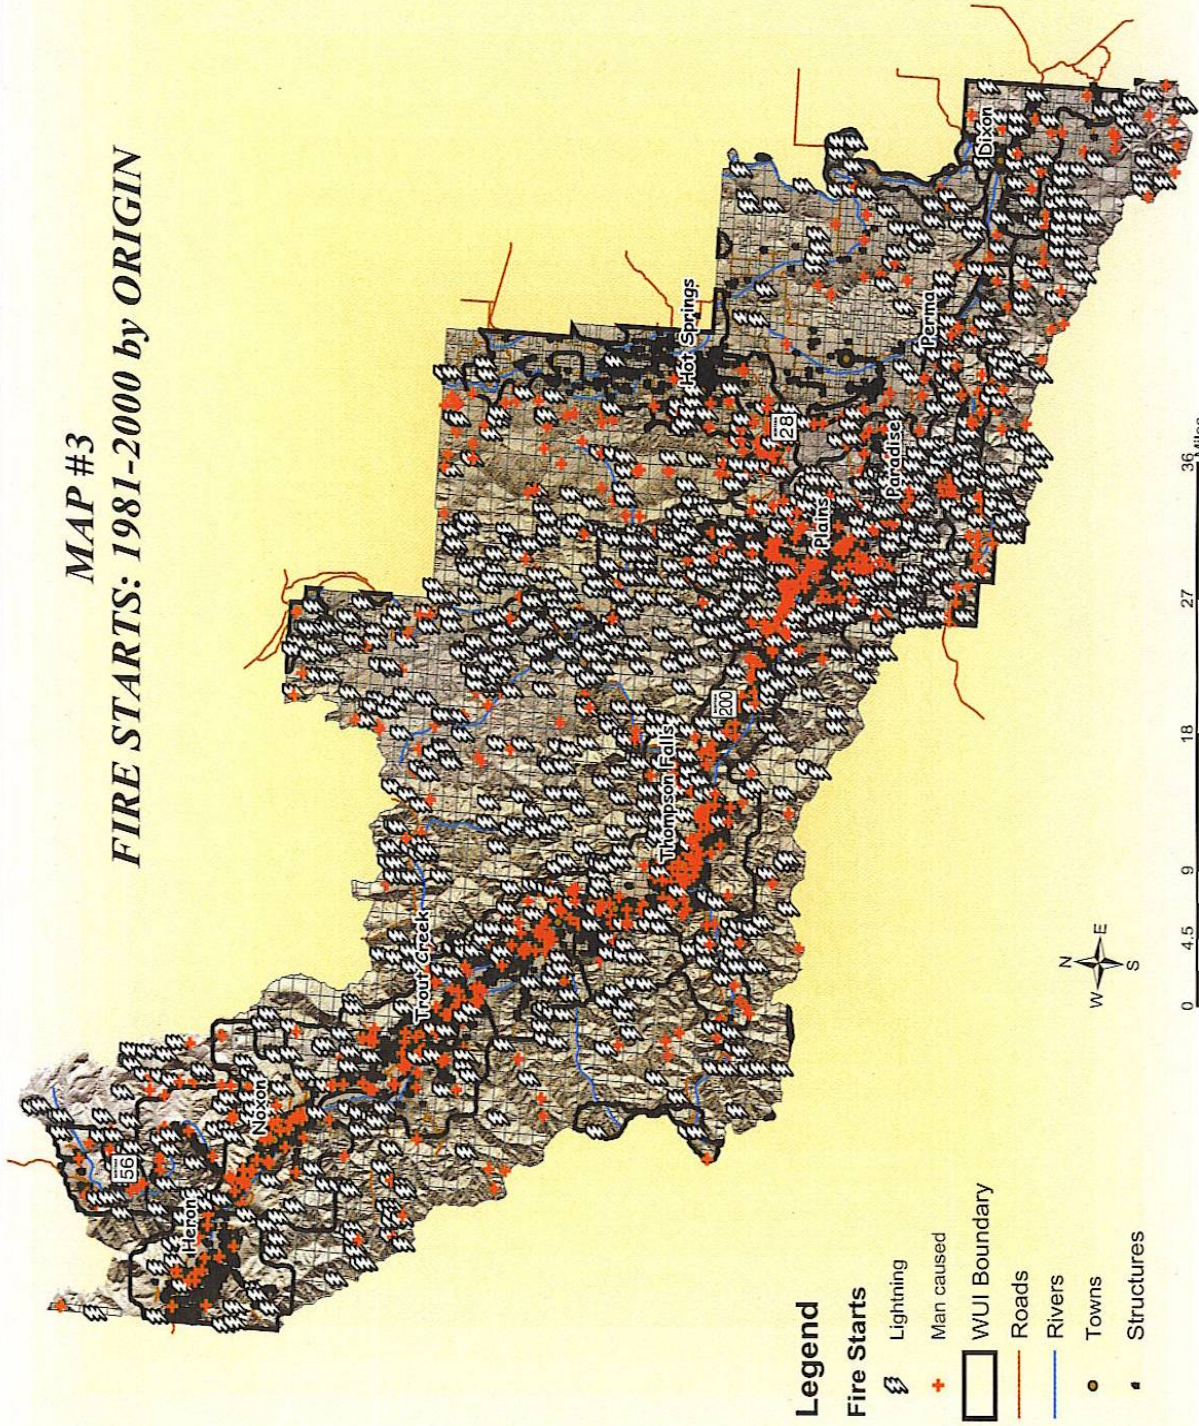 MAP #3
FIRE STARTS: 1981-2000 by ORIGIN
Heron
56
Noxon
Trout Creek
Thompson Falls
200
Plains
Paradise
28
Hot Springs
Perma
Dixon
N
W E
S
0 4.5 9 18 27 36
Miles
Legend
Fire Starts
Lightning
Man caused
WUI Boundary
Roads
Rivers
Towns
Structures